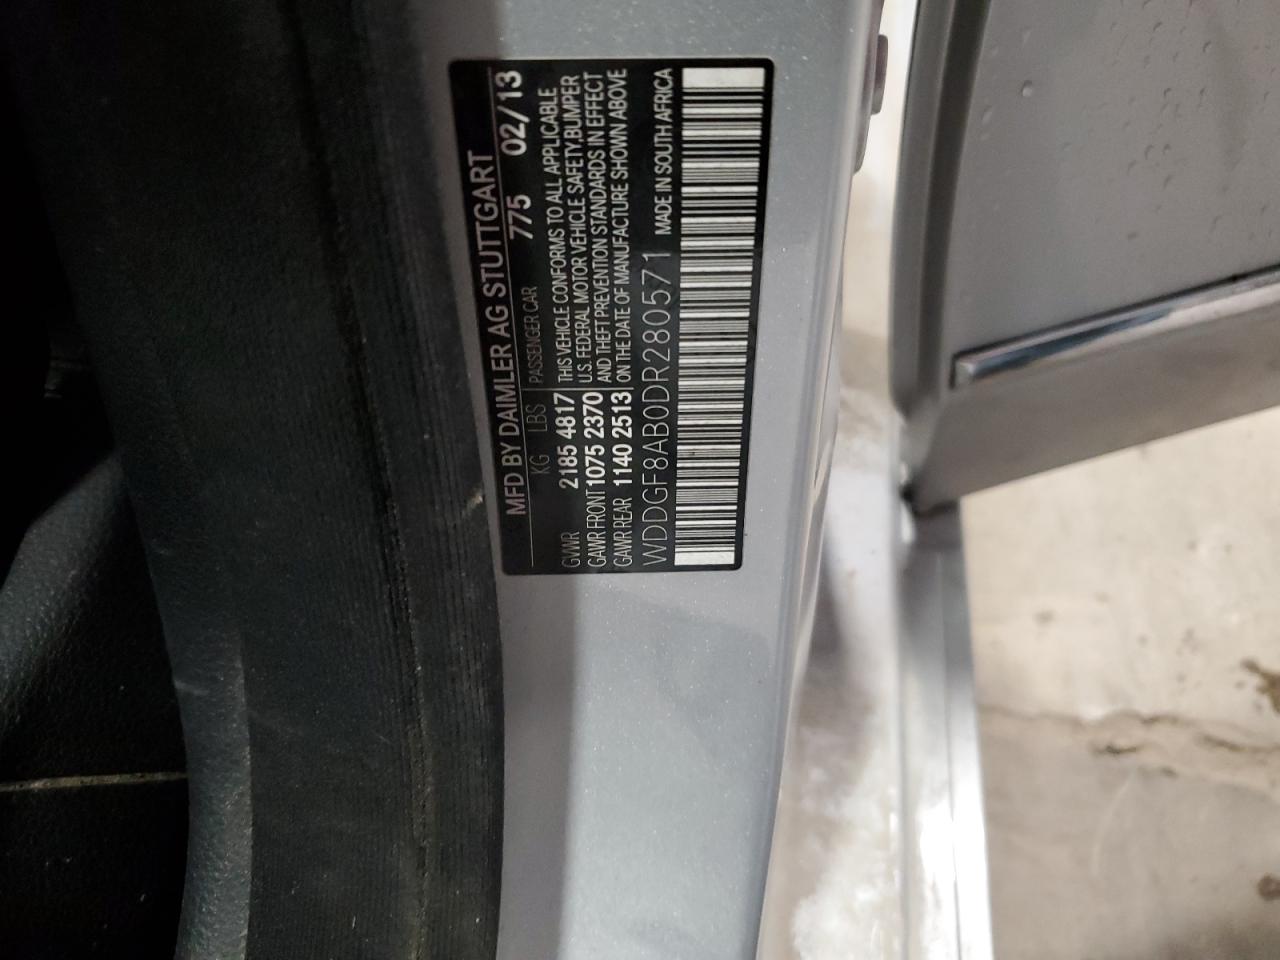 MFD BY DAIMLER AG STUTTGART
KG LBS PASSENGER CAR 775 02/13
GVWR 2185 4817 THIS VEHICLE CONFORMS TO ALL APPLICABLE
GAWR FRONT 1075 2370 U.S. FEDERAL MOTOR VEHICLE SAFETY,BUMPER
AND THEFT PREVENTION STANDARDS IN EFFECT
GAWR REAR 1140 2513 ON THE DATE OF MANUFACTURE SHOWN ABOVE
WDDGF8AB0DR280571 MADE IN SOUTH AFRICA